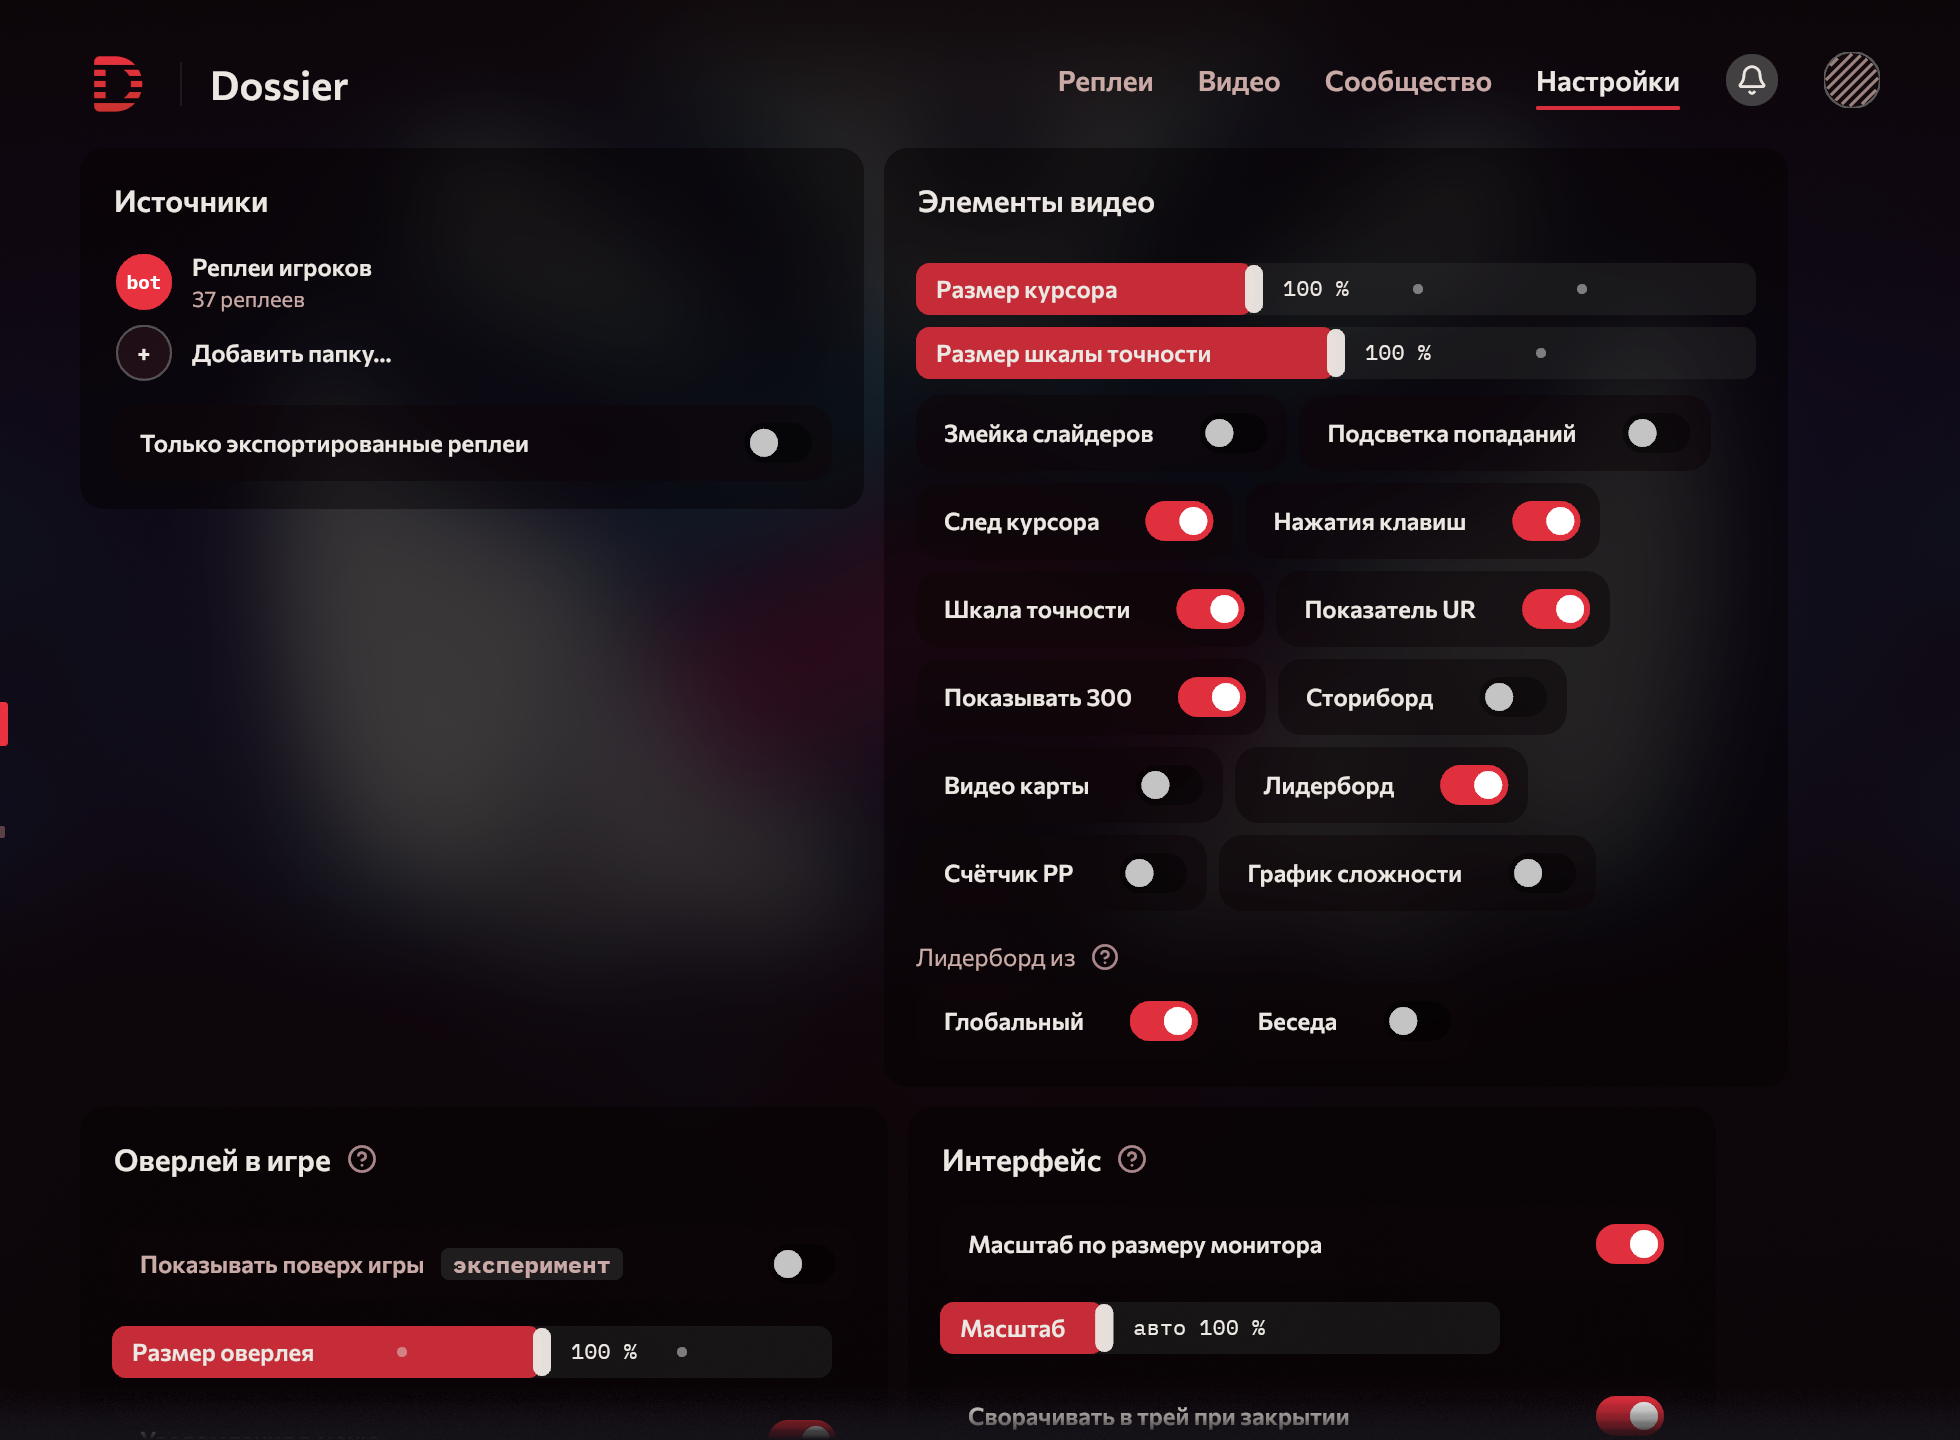 Dossier
Реплеи
Видео
Сообщество
Настройки
Источники
bot
Реплеи игроков
37 реплеев
+
Добавить папку...
Только экспортированные реплеи
Элементы видео
Размер курсора
100 %
Размер шкалы точности
100 %
Змейка слайдеров
Подсветка попаданий
След курсора
Нажатия клавиш
Шкала точности
Показатель UR
Показывать 300
Сториборд
Видео карты
Лидерборд
Счётчик PP
График сложности
Лидерборд из ?
Глобальный
Беседа
Оверлей в игре ?
Показывать поверх игры эксперимент
Размер оверлея
100 %
Интерфейс ?
Масштаб по размеру монитора
Масштаб
авто 100 %
Сворачивать в трей при закрытии